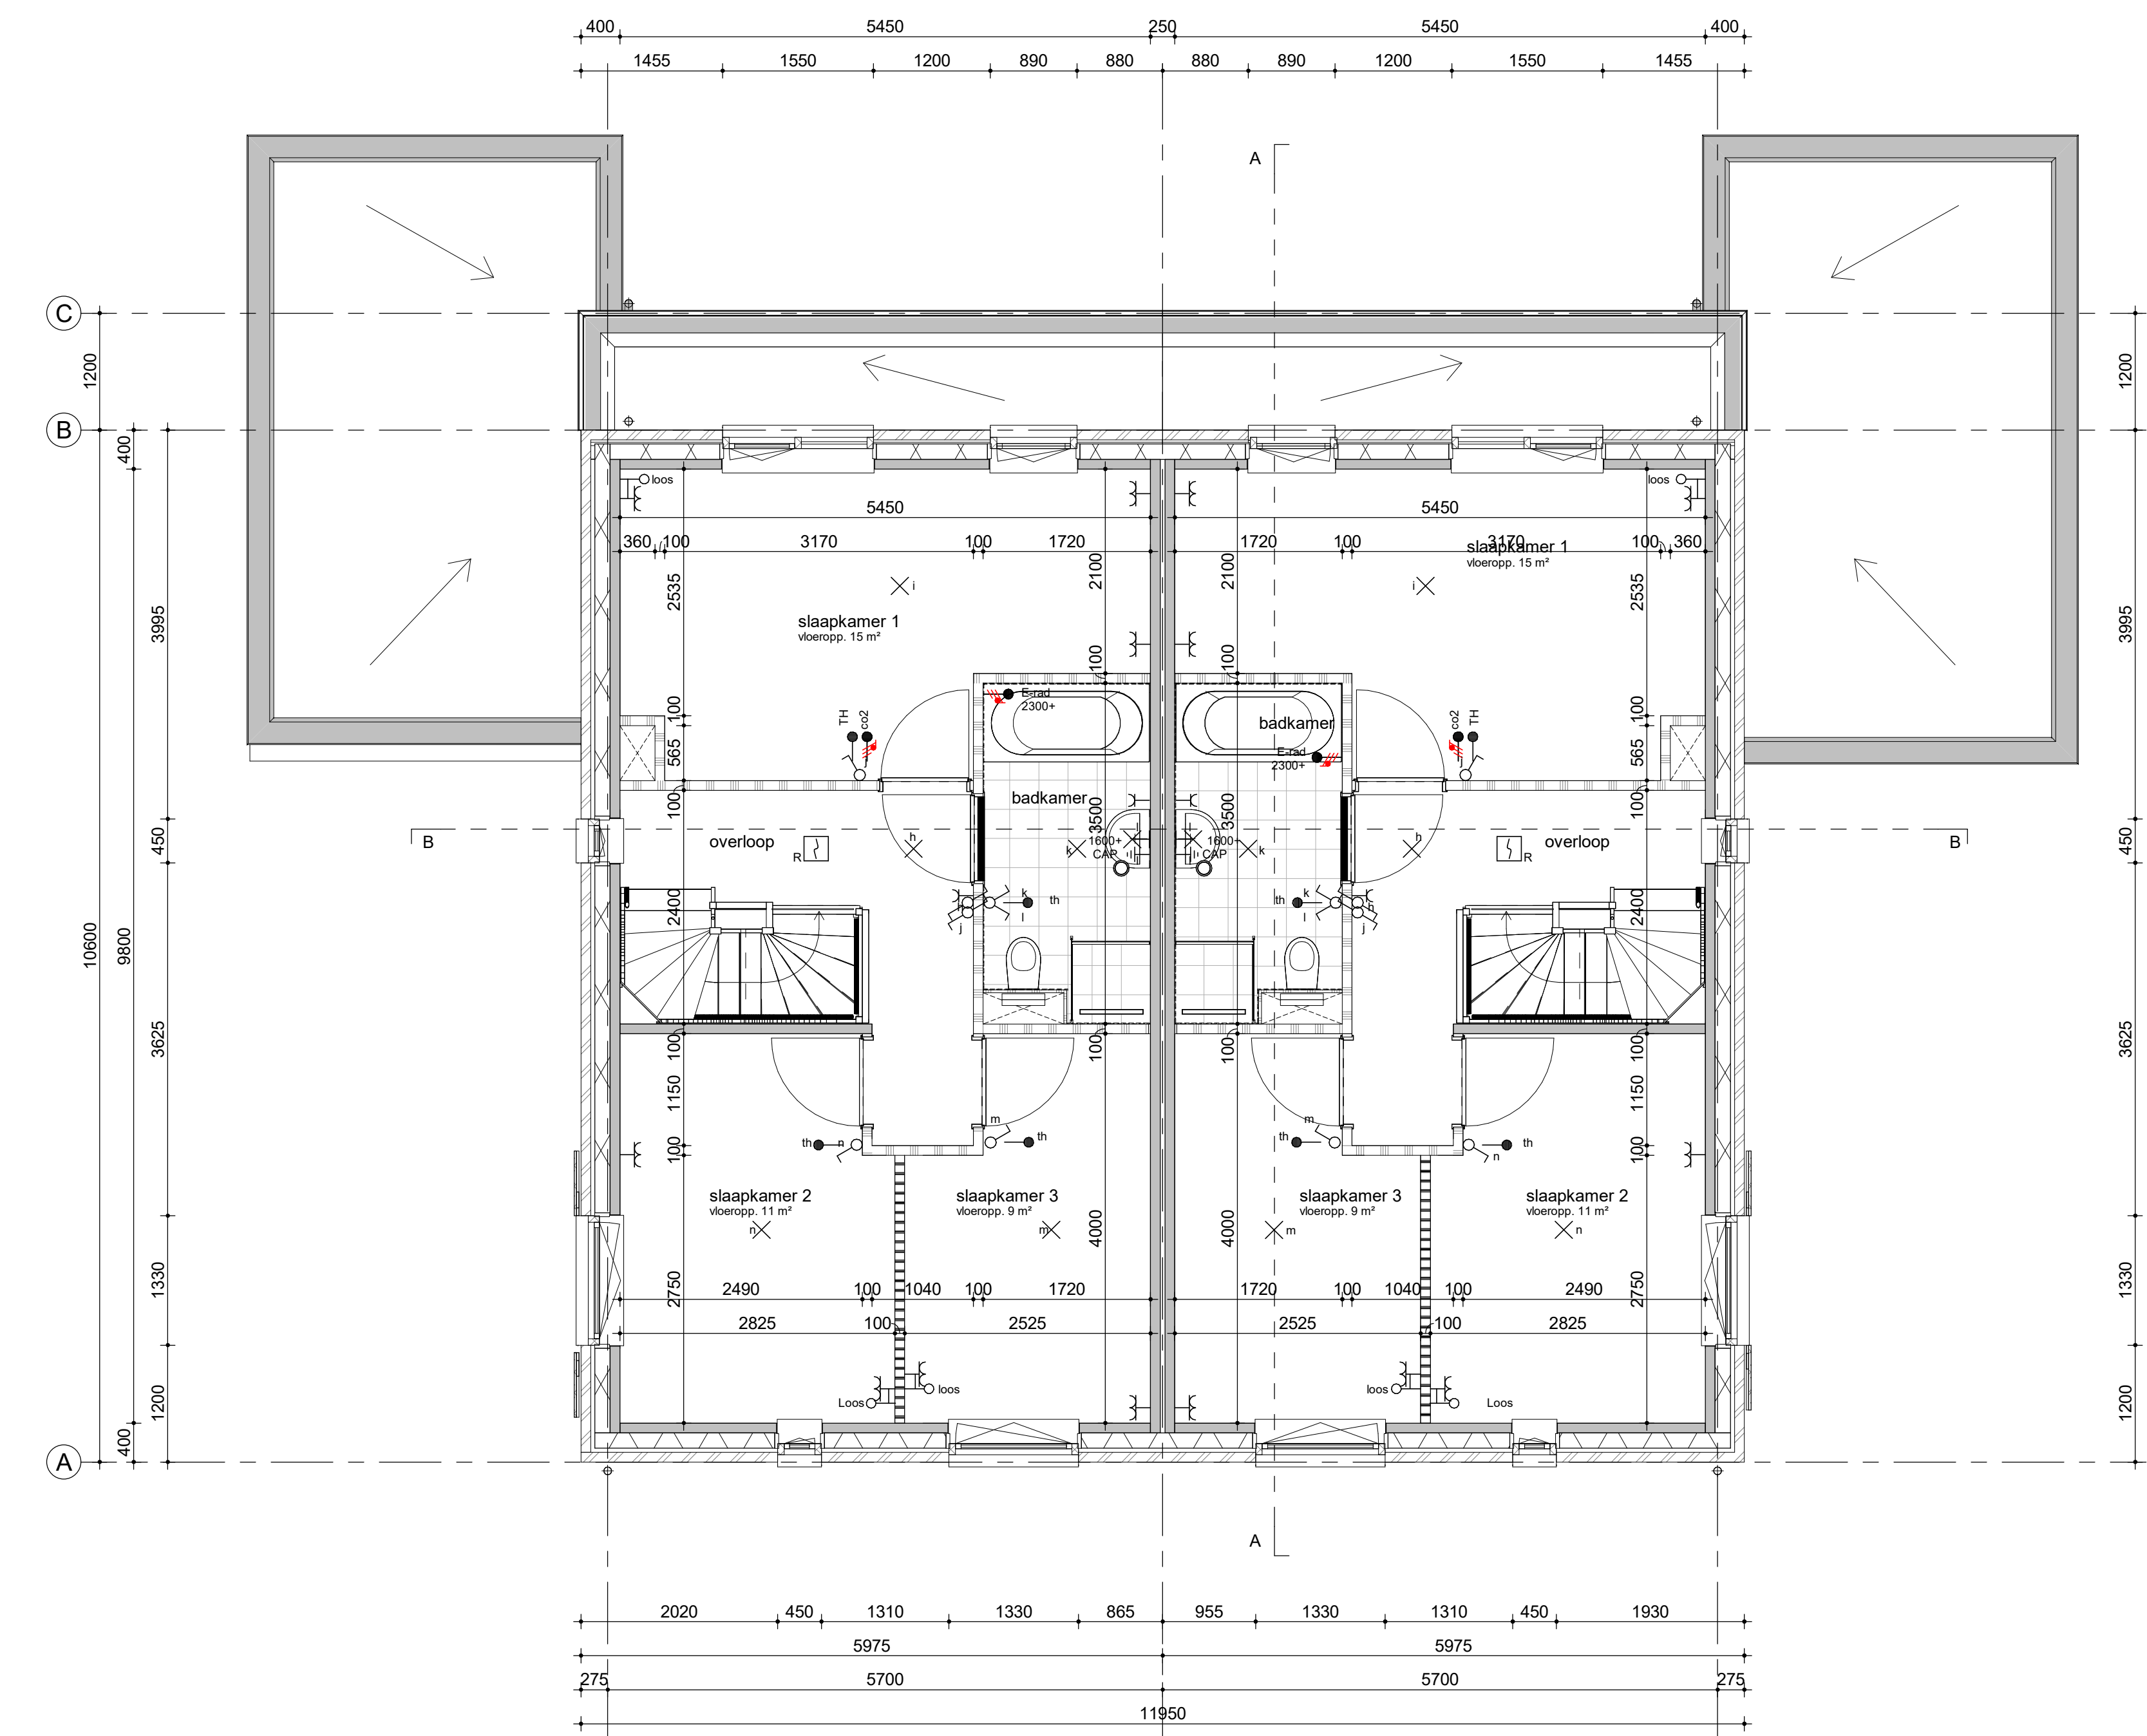 400 5450 250 5450 400
1455 1550 1200 890 880 880 890 1200 1550 1455
A
C
1200 1200
B
400
loos loos
5450 5450
360 100 3170 100 1720 1720 100 3170 100 360
slaapkamer 1
vloeropp. 15 m²
2535 2100 2100 2535
i i
3995 3995
slaapkamer 1
vloeropp. 15 m²
100 100
E-rad
2300+
100 TH co2 co2 TH 100
badkamer
565 565
E-rad
2300+
badkamer
100 3500 3500 100
B overloop R h k 1600+ 1600+ k h R overloop B
CAP CAP
450 450
2400 2400
k th th k
l l
h
j j
10600 9800
3625 3625
100 100 100 100
1150 1150
m m
th n th th th
n
100 100
slaapkamer 2 slaapkamer 3 slaapkamer 3 slaapkamer 2
vloeropp. 11 m² vloeropp. 9 m² vloeropp. 9 m² vloeropp. 11 m²
n m m n
4000 4000
1330 2750 2750 1330
2490 100 1040 100 1720 1720 100 1040 100 2490
2825 100 2525 2525 100 2825
loos loos
Loos Loos
1200 1200
400
A
A
2020 450 1310 1330 865 955 1330 1310 450 1930
5975 5975
275 5700 5700 275
11950